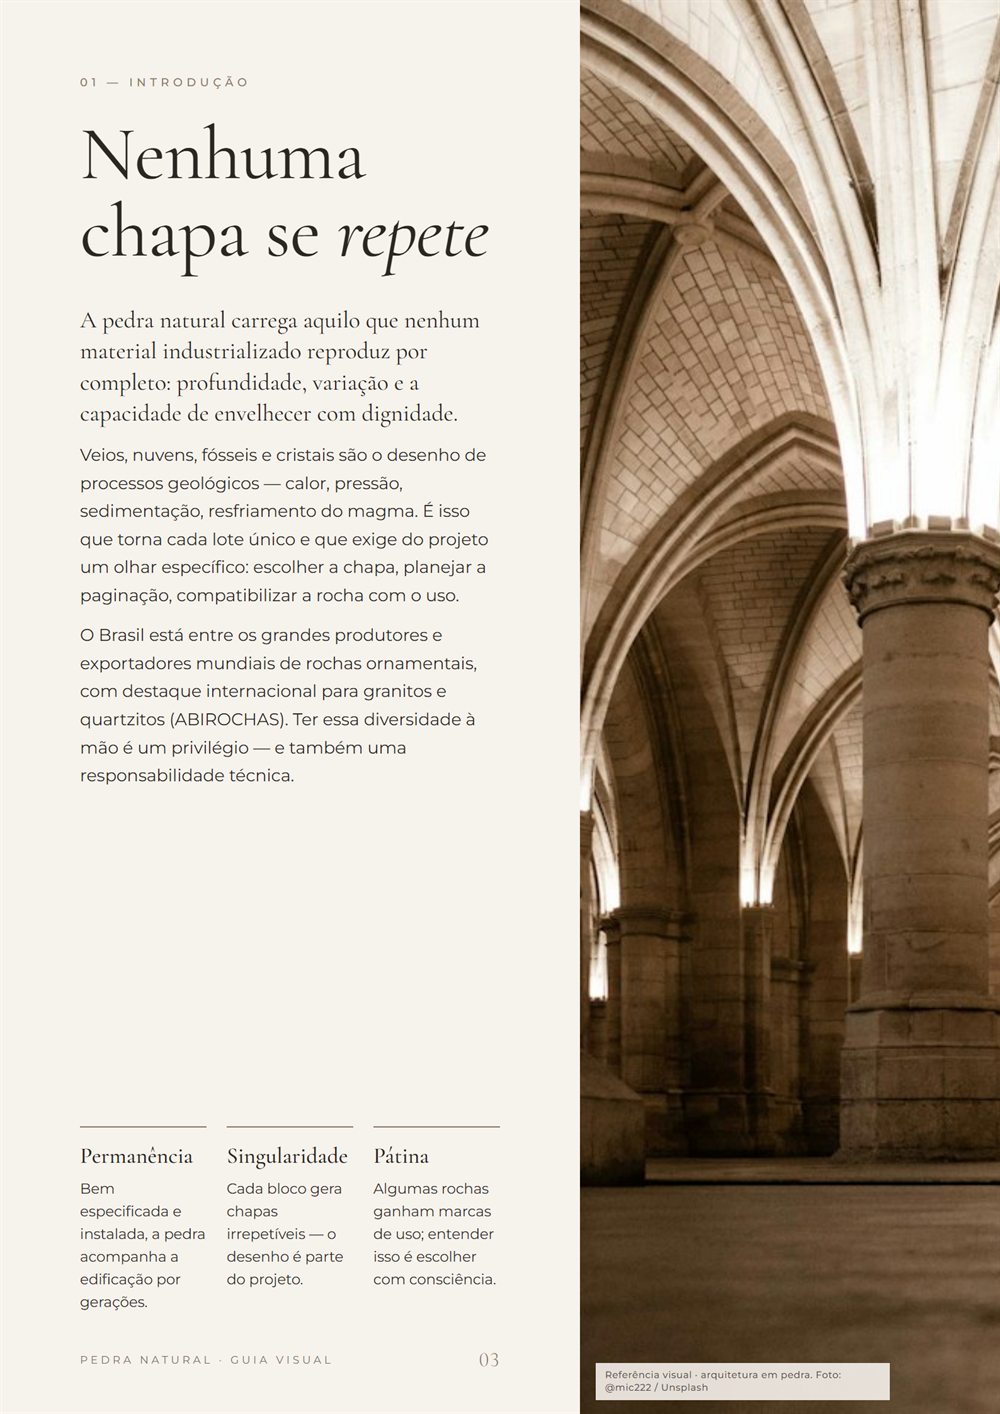 01 — INTRODUÇÃO
Nenhuma
chapa se repete
A pedra natural carrega aquilo que nenhum
material industrializado reproduz por
completo: profundidade, variação e a
capacidade de envelhecer com dignidade.
Veios, nuvens, fósseis e cristais são o desenho de
processos geológicos — calor, pressão,
sedimentação, resfriamento do magma. É isso
que torna cada lote único e que exige do projeto
um olhar específico: escolher a chapa, planejar a
paginação, compatibilizar a rocha com o uso.
O Brasil está entre os grandes produtores e
exportadores mundiais de rochas ornamentais,
com destaque internacional para granitos e
quartzitos (ABIROCHAS). Ter essa diversidade à
mão é um privilégio — e também uma
responsabilidade técnica.
Permanência
Bem
especificada e
instalada, a pedra
acompanha a
edificação por
gerações.
Singularidade
Cada bloco gera
chapas
irrepetíveis — o
desenho é parte
do projeto.
Pátina
Algumas rochas
ganham marcas
de uso; entender
isso é escolher
com consciência.
PEDRA NATURAL · GUIA VISUAL
03
Referência visual · arquitetura em pedra. Foto:
@mic222 / Unsplash